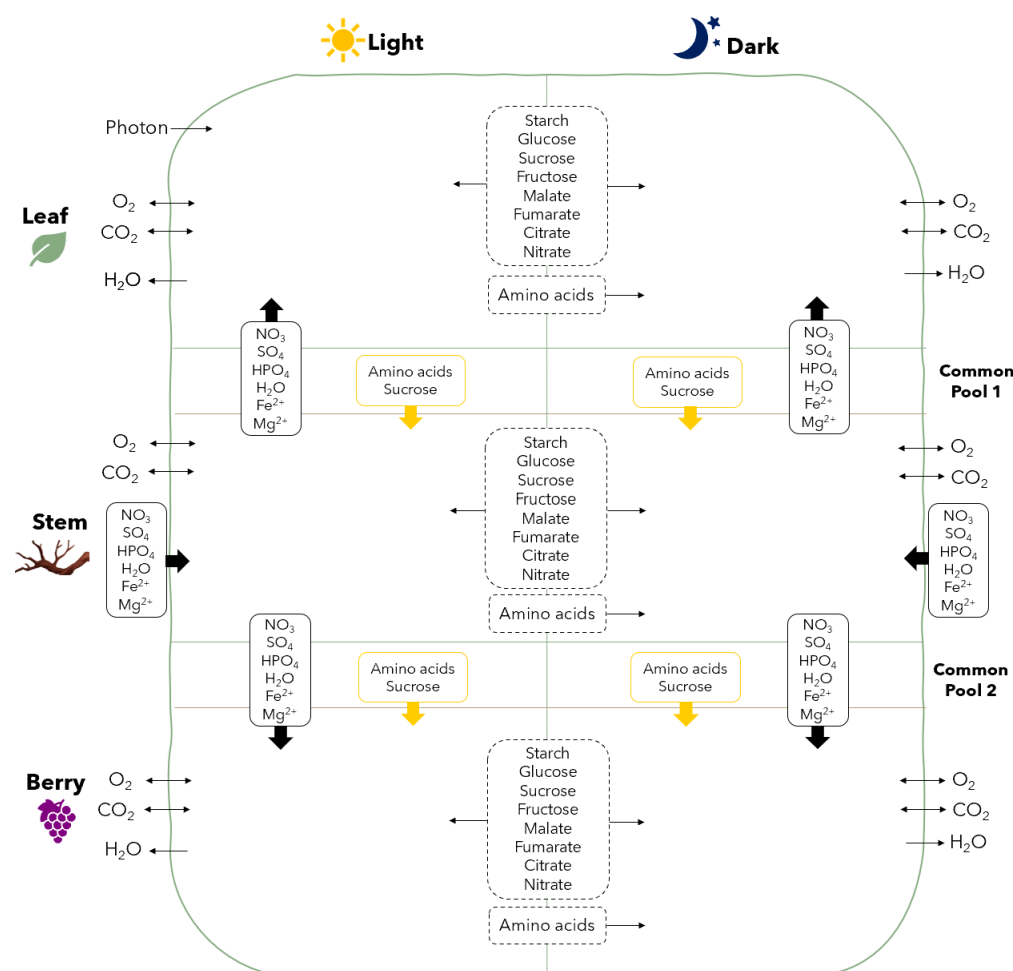 Light
Dark
Photon
Starch
Glucose
Sucrose
Fructose
Malate
Fumarate
Citrate
Nitrate
Leaf
O₂
CO₂
H₂O
O₂
CO₂
H₂O
Amino acids
NO₃
SO₄
HPO₄
H₂O
Fe²⁺
Mg²⁺
Amino acids
Sucrose
Amino acids
Sucrose
NO₃
SO₄
HPO₄
H₂O
Fe²⁺
Mg²⁺
Common
Pool 1
O₂
CO₂
Starch
Glucose
Sucrose
Fructose
Malate
Fumarate
Citrate
Nitrate
O₂
CO₂
Stem
NO₃
SO₄
HPO₄
H₂O
Fe²⁺
Mg²⁺
NO₃
SO₄
HPO₄
H₂O
Fe²⁺
Mg²⁺
Amino acids
NO₃
SO₄
HPO₄
H₂O
Fe²⁺
Mg²⁺
Amino acids
Sucrose
Amino acids
Sucrose
NO₃
SO₄
HPO₄
H₂O
Fe²⁺
Mg²⁺
Common
Pool 2
Berry
O₂
CO₂
H₂O
Starch
Glucose
Sucrose
Fructose
Malate
Fumarate
Citrate
Nitrate
O₂
CO₂
H₂O
Amino acids